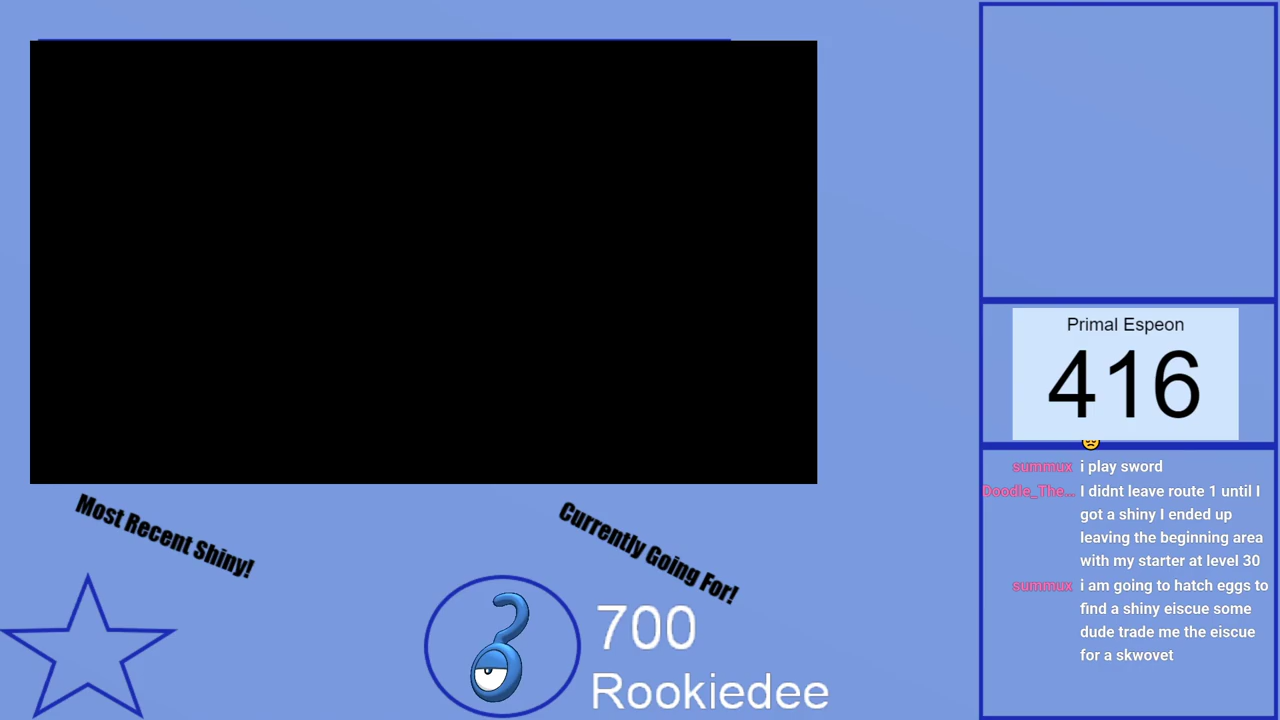 Primal Espeon
416
summux i play sword
Doodle_The... I didnt leave route 1 until I
got a shiny I ended up
leaving the beginning area
with my starter at level 30
summux i am going to hatch eggs to
find a shiny eiscue some
dude trade me the eiscue
for a skwovet
Most Recent Shiny!
Currently Going For!
700
Rookiedee